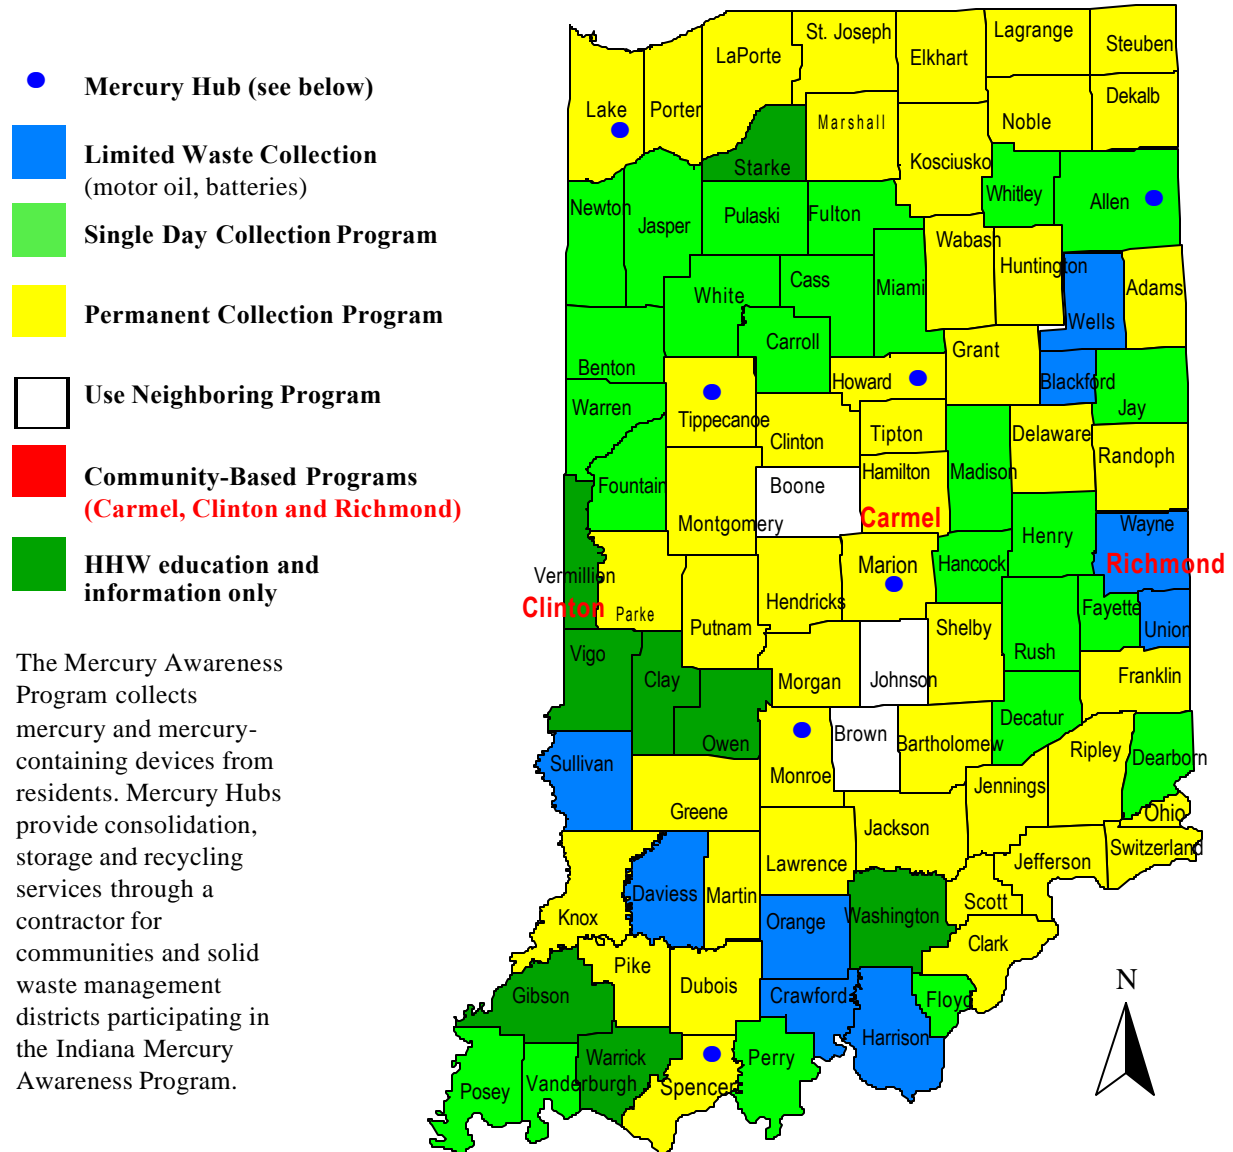 Mercury Hub (see below)
Limited Waste Collection
(motor oil, batteries)
Single Day Collection Program
Permanent Collection Program
Use Neighboring Program
Community-Based Programs
(Carmel, Clinton and Richmond)
HHW education and
information only
The Mercury Awareness
Program collects
mercury and mercury-
containing devices from
residents. Mercury Hubs
provide consolidation,
storage and recycling
services through a
contractor for
communities and solid
waste management
districts participating in
the Indiana Mercury
Awareness Program.
LaPorte
St. Joseph
Elkhart
Lagrange
Steuben
Lake
Porter
Marshall
Noble
Dekalb
Starke
Kosciusko
Whitley
Allen
Newton
Jasper
Pulaski
Fulton
Wabash
Huntington
White
Cass
Miami
Wells
Adams
Benton
Carroll
Grant
Howard
Blackford
Warren
Tippecanoe
Clinton
Tipton
Delaware
Jay
Fountain
Boone
Hamilton
Madison
Randoph
Montgomery
Carmel
Henry
Wayne
Vermillion
Marion
Hancock
Richmond
Clinton
Parke
Putnam
Hendricks
Shelby
Fayette
Union
Vigo
Clay
Morgan
Johnson
Rush
Franklin
Owen
Brown
Bartholomew
Decatur
Ripley
Dearborn
Sullivan
Monroe
Jennings
Greene
Jackson
Ohio
Lawrence
Jefferson
Switzerland
Daviess
Martin
Orange
Washington
Scott
Knox
Clark
Pike
Dubois
Gibson
Crawford
Floyd
Harrison
Warrick
Perry
Posey
Vanderburgh
Spencer
N